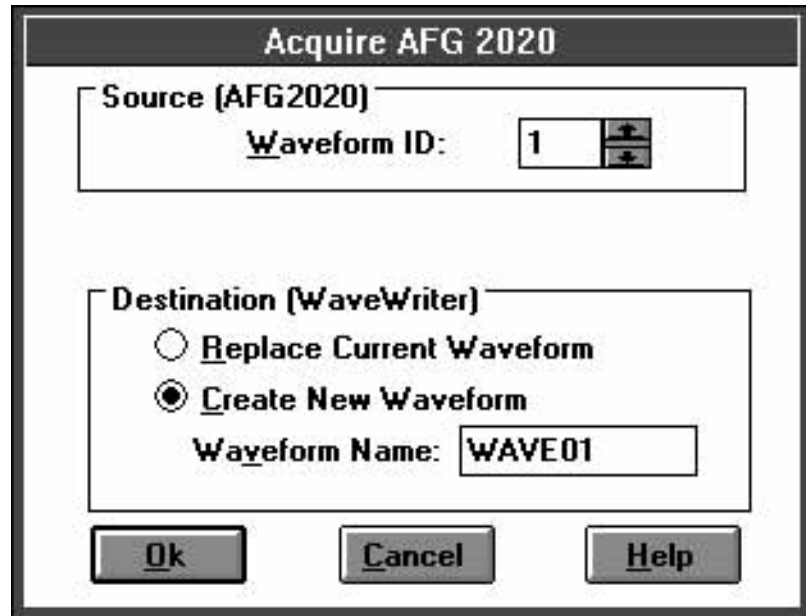 Acquire AFG 2020
Source (AFG2020)
Waveform ID: 1
Destination (WaveWriter)
Replace Current Waveform
Create New Waveform
Waveform Name: WAVE01
Ok Cancel Help